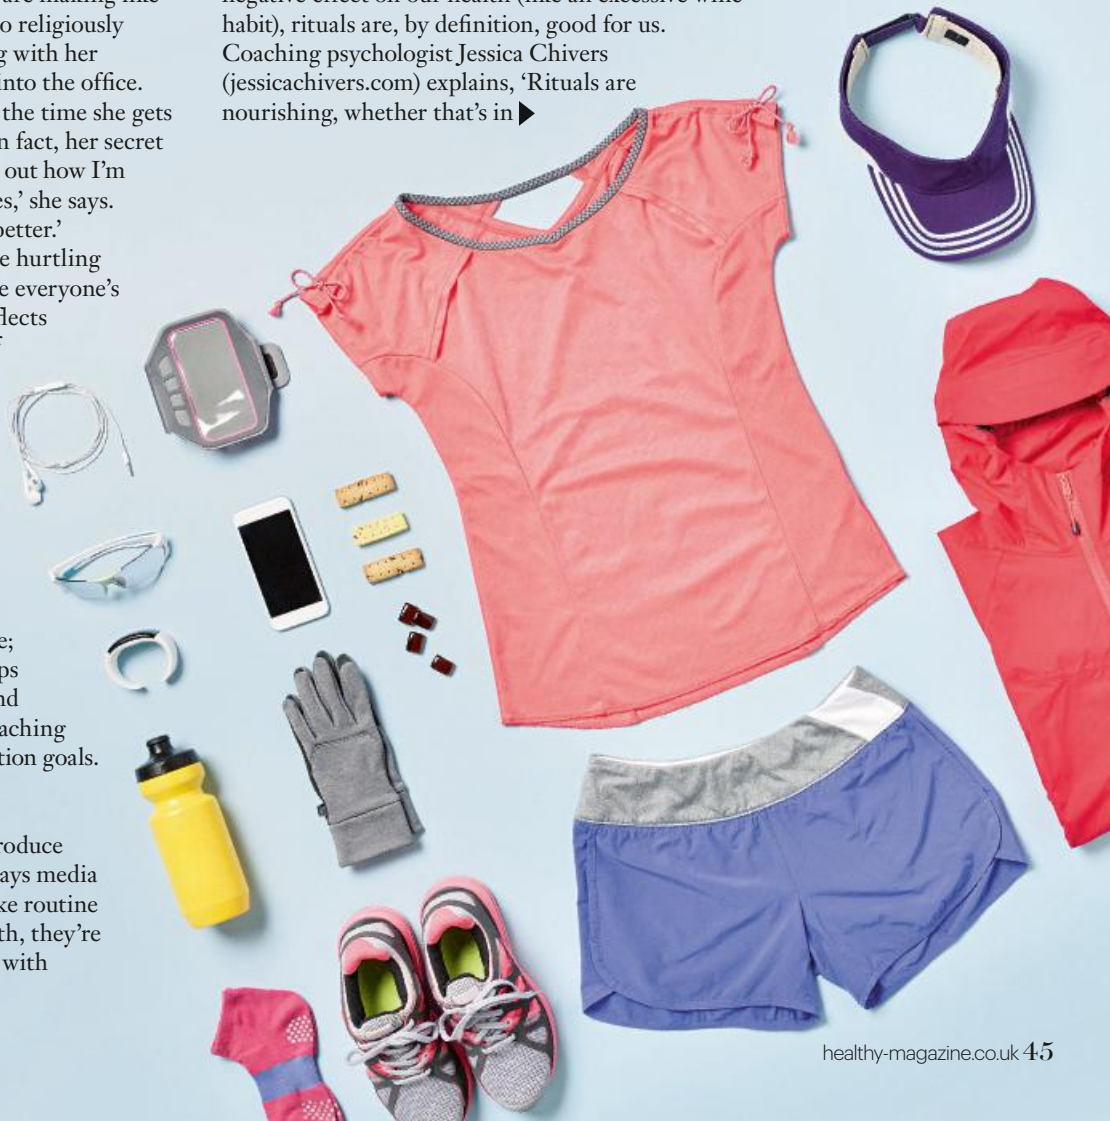 are making like
o religiously
g with her
into the office.
the time she gets
n fact, her secret
out how I’m
es,’ she says.
better.’
e hurtling
e everyone’s
flects
e;
ps
nd
aching
tion goals.
roduce
ays media
ke routine
th, they’re
with
negative effect on our health (like an excessive wine
habit), rituals are, by definition, good for us.
Coaching psychologist Jessica Chivers
(jessicachivers.com) explains, ‘Rituals are
nourishing, whether that’s in
healthy-magazine.co.uk 45